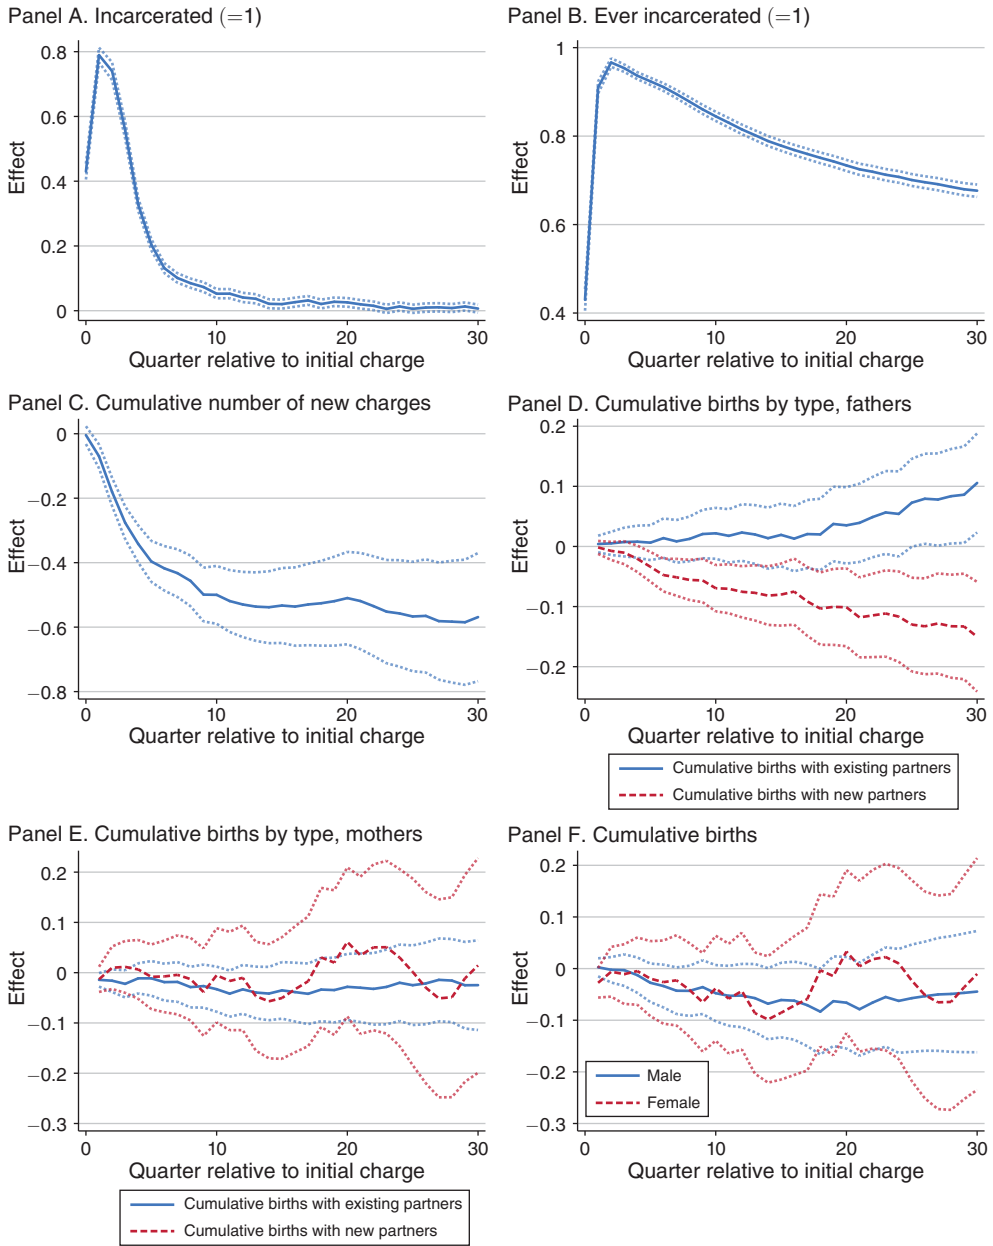 Panel A. Incarcerated (=1)
0.8
0.6
0.4
0.2
0
Effect
0 10 20 30
Quarter relative to initial charge
Panel B. Ever incarcerated (=1)
1
0.8
0.6
0.4
Effect
0 10 20 30
Quarter relative to initial charge
Panel C. Cumulative number of new charges
0
−0.2
−0.4
−0.6
−0.8
Effect
0 10 20 30
Quarter relative to initial charge
Panel D. Cumulative births by type, fathers
0.2
0.1
0
−0.1
−0.2
Effect
0 10 20 30
Quarter relative to initial charge
Cumulative births with existing partners
Cumulative births with new partners
Panel E. Cumulative births by type, mothers
0.2
0.1
0
−0.1
−0.2
−0.3
Effect
0 10 20 30
Quarter relative to initial charge
Cumulative births with existing partners
Cumulative births with new partners
Panel F. Cumulative births
0.2
0.1
0
−0.1
−0.2
−0.3
Effect
Male
Female
0 10 20 30
Quarter relative to initial charge